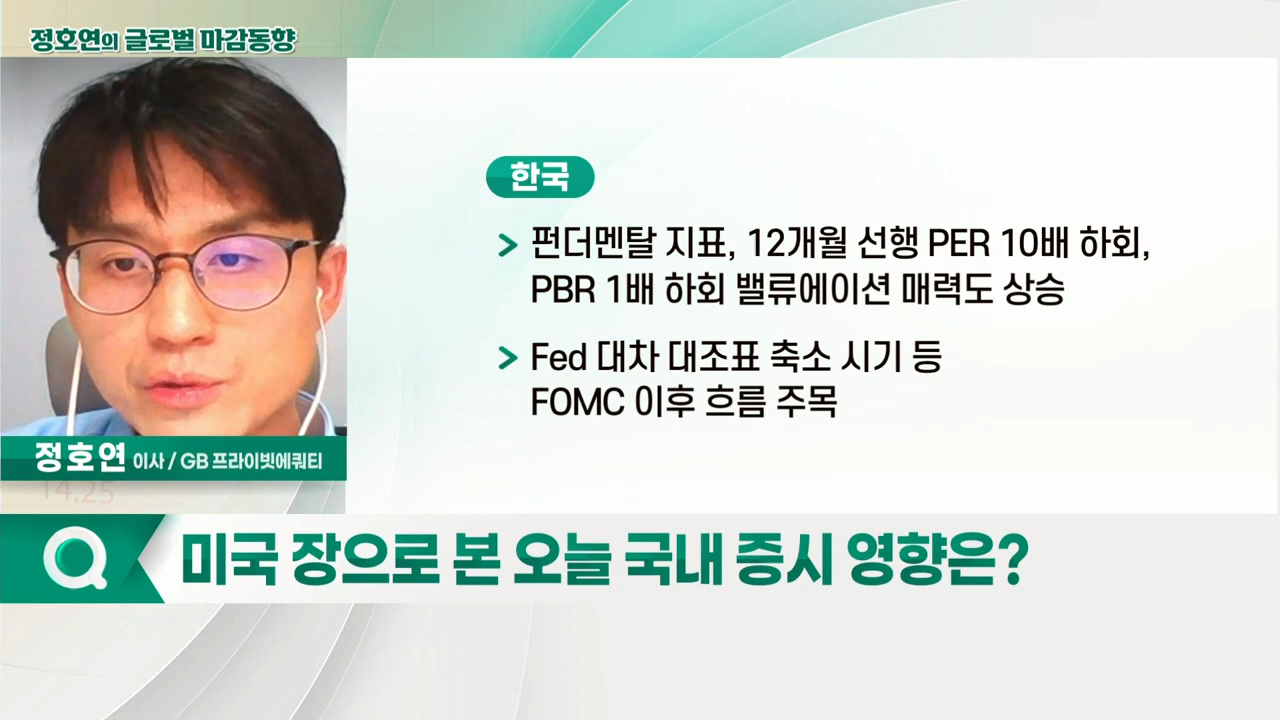 정호연의 글로벌 마감동향
한국
펀더멘탈 지표, 12개월 선행 PER 10배 하회,
PBR 1배 하회 밸류에이션 매력도 상승
Fed 대차 대조표 축소 시기 등
FOMC 이후 흐름 주목
정호연 이사 / GB 프라이빗에쿼티
14.25
Q 미국 장으로 본 오늘 국내 증시 영향은?